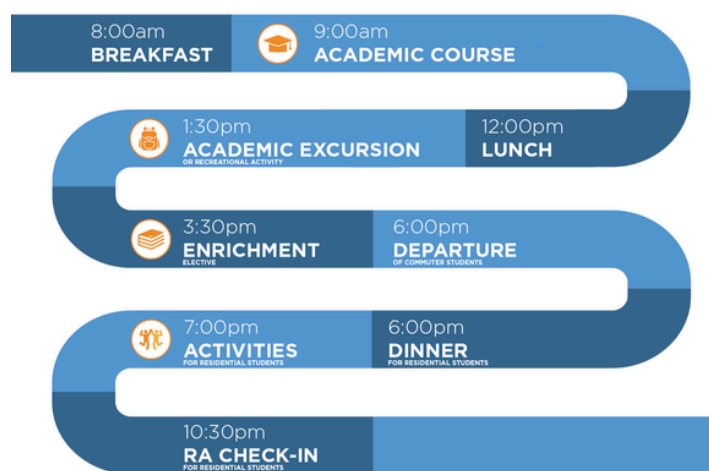 8:00am
BREAKFAST
9:00am
ACADEMIC COURSE
12:00pm
LUNCH
1:30pm
ACADEMIC EXCURSION
OR RECREATIONAL ACTIVITY
3:30pm
ENRICHMENT
ELECTIVE
6:00pm
DEPARTURE
OF COMMUTER STUDENTS
6:00pm
DINNER
FOR RESIDENTIAL STUDENTS
7:00pm
ACTIVITIES
FOR RESIDENTIAL STUDENTS
10:30pm
RA CHECK-IN
FOR RESIDENTIAL STUDENTS